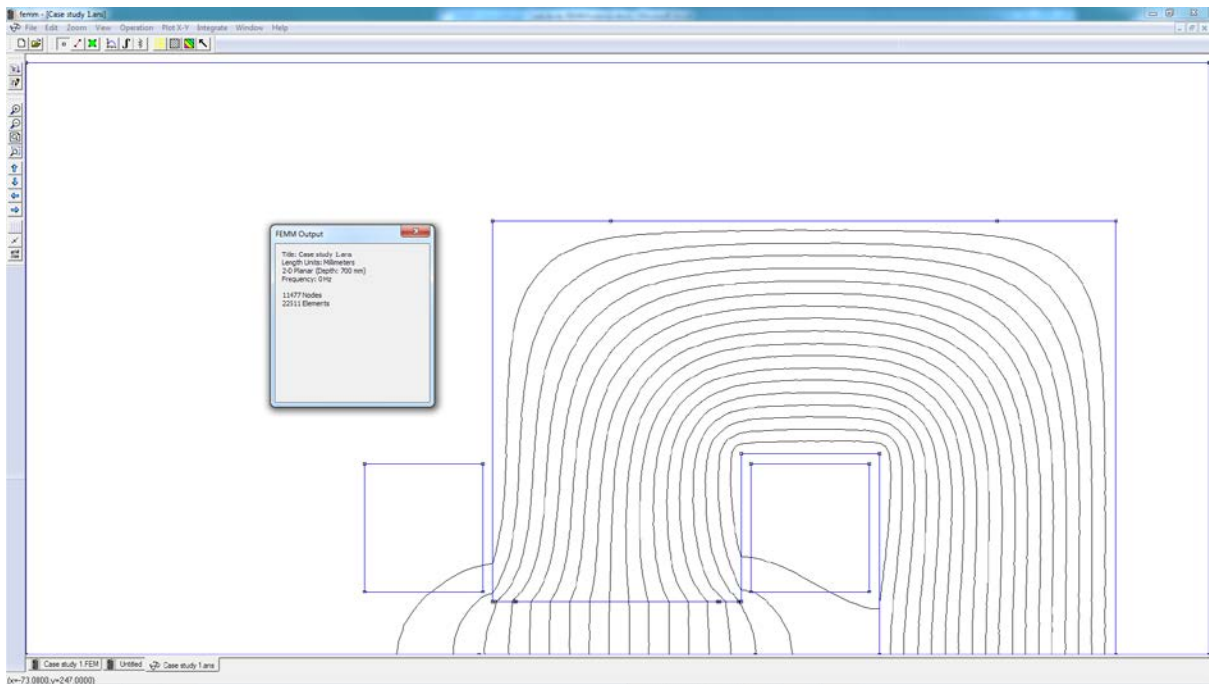 femm - [Case study 1.ans]
File Edit Zoom View Operation Plot X-Y Integrate Window Help
FEMM Output
Title: Case study 1.ans
Length Units: Millimeters
2-D Planar (Depth: 700 mm)
Frequency: 0 Hz
11477 Nodes
22511 Elements
Case study 1.FEM Untitled Case study 1.ans
(x=-73.0800,y=247.0000)